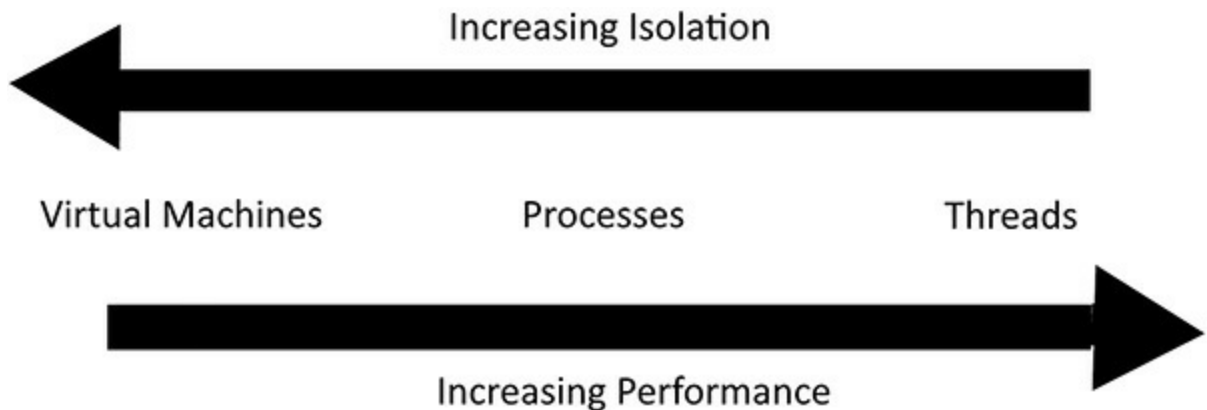 Increasing Isolation
Virtual Machines Processes Threads
Increasing Performance